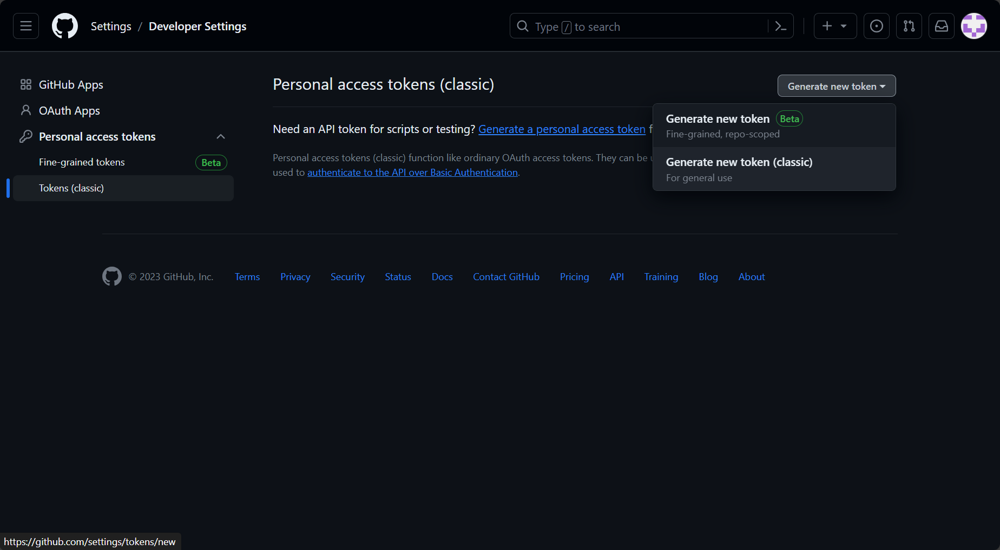 Settings / Developer Settings
Type / to search
GitHub Apps
OAuth Apps
Personal access tokens
Fine-grained tokens Beta
Tokens (classic)
Personal access tokens (classic)
Generate new token
Need an API token for scripts or testing? Generate a personal access token f
Personal access tokens (classic) function like ordinary OAuth access tokens. They can be u
used to authenticate to the API over Basic Authentication.
Generate new token Beta
Fine-grained, repo-scoped
Generate new token (classic)
For general use
© 2023 GitHub, Inc. Terms Privacy Security Status Docs Contact GitHub Pricing API Training Blog About
https://github.com/settings/tokens/new